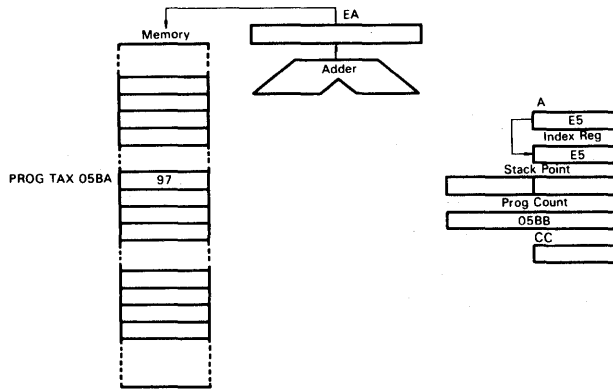 EA
Memory
Adder
A
E5
Index Reg
E5
Stack Point
PROG TAX 05BA 97
Prog Count
05BB
CC